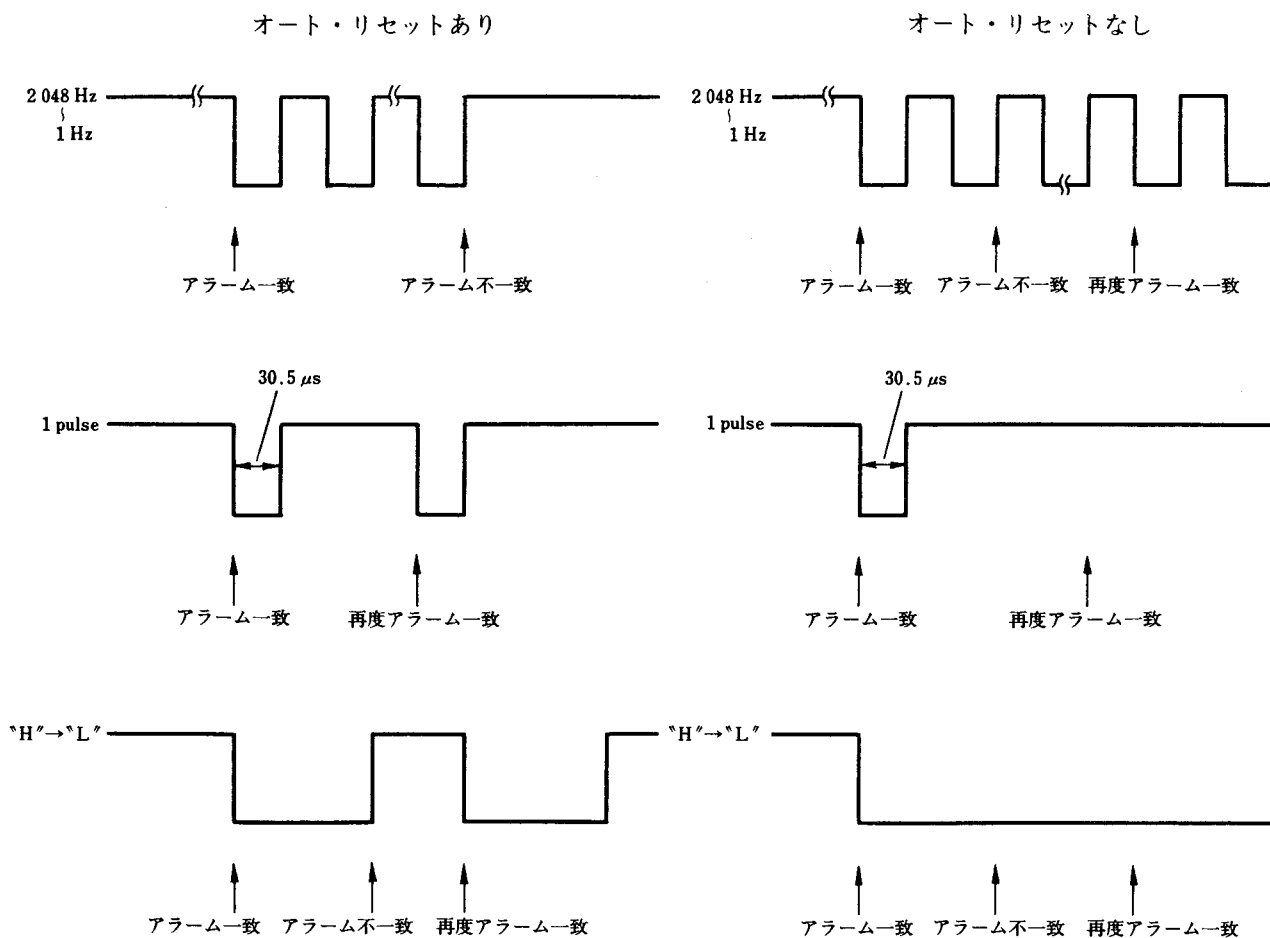 オート・リセットあり
オート・リセットなし
2 048 Hz
〜
1 Hz
アラーム一致
アラーム不一致
2 048 Hz
〜
1 Hz
アラーム一致
アラーム不一致
再度アラーム一致
30.5 μs
1 pulse
アラーム一致
再度アラーム一致
30.5 μs
1 pulse
アラーム一致
再度アラーム一致
〝H″→〝L″
アラーム一致
アラーム不一致
再度アラーム一致
〝H″→〝L″
アラーム一致
アラーム不一致
再度アラーム一致